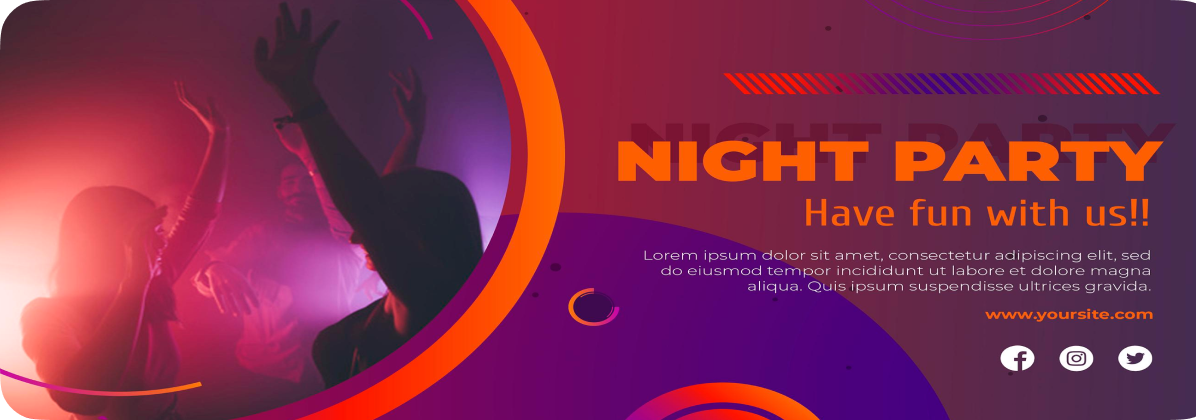 NIGHT PARTY
Have fun with us!!
Lorem ipsum dolor sit amet, consectetur adipiscing elit, sed
do eiusmod tempor incididunt ut labore et dolore magna
aliqua. Quis ipsum suspendisse ultrices gravida.
www.yoursite.com